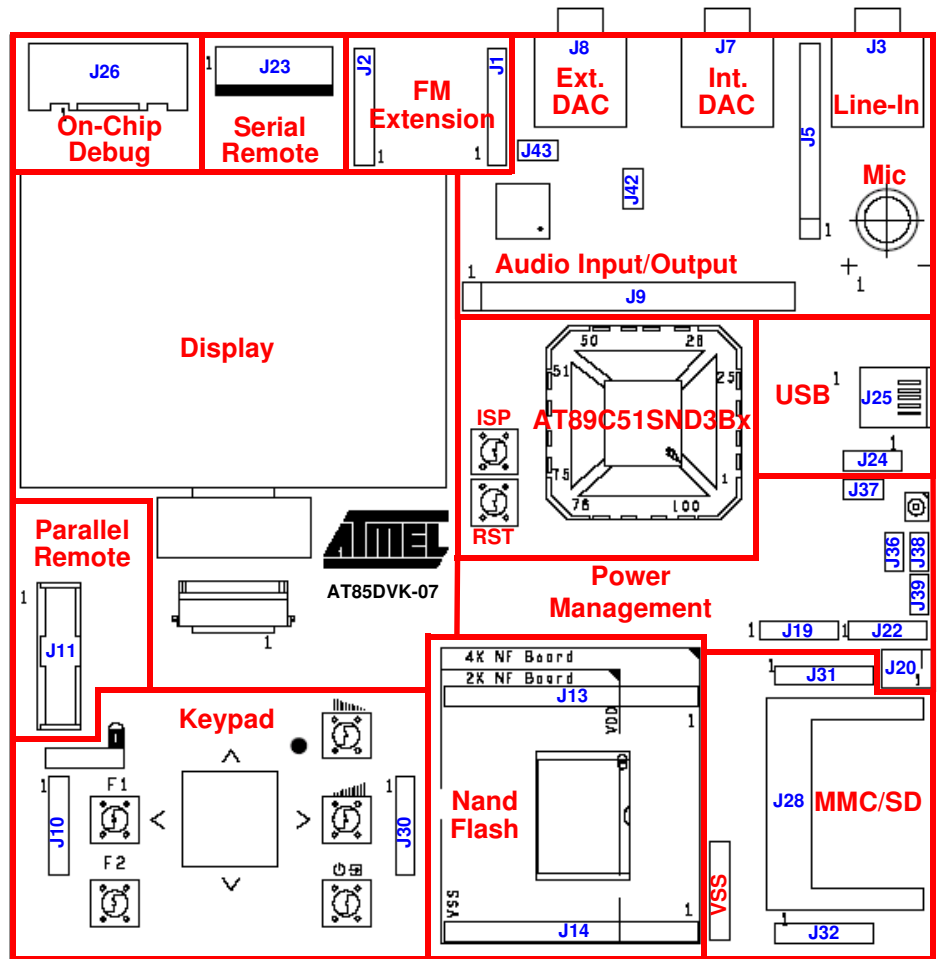 J26
J23
J2
J1
J8
J7
J3
1
1
On-Chip
Debug
Serial
Remote
FM
Extension
1
1
Ext.
DAC
Int.
DAC
Line-In
J5
J43
J42
Mic
1
1
Audio Input/Output
1
J9
Display
50
28
51
25
AT89C51SND3Bx
75
1
76
100
ISP
RST
USB
1
J25
1
J24
J37
J36
J38
J39
Parallel
Remote
1
J11
ATMEL
AT85DVK-07
1
Power
Management
1
J19
1
J22
J20
1
4X NF Board
2X NF Board
J13
VDD
1
1
J31
Keypad
1
J10
F1
F2
<
>
1
J30
Nand
Flash
VSS
1
J14
J28
MMC/SD
VSS
1
J32